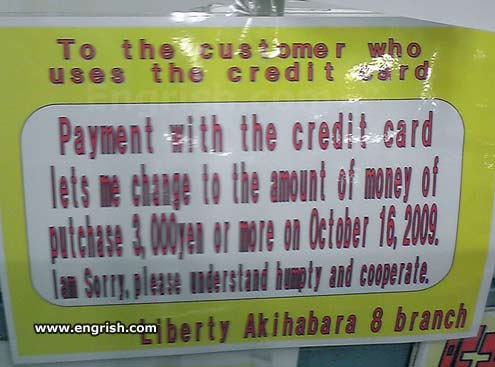 To the customer who
uses the credit card
Payment with the credit card
lets me change to the amount of money of
putchase 3,000yen or more on October 16, 2009.
I am Sorry, please understand humpty and cooperate.
www.engrish.com
Liberty Akihabara 8 branch